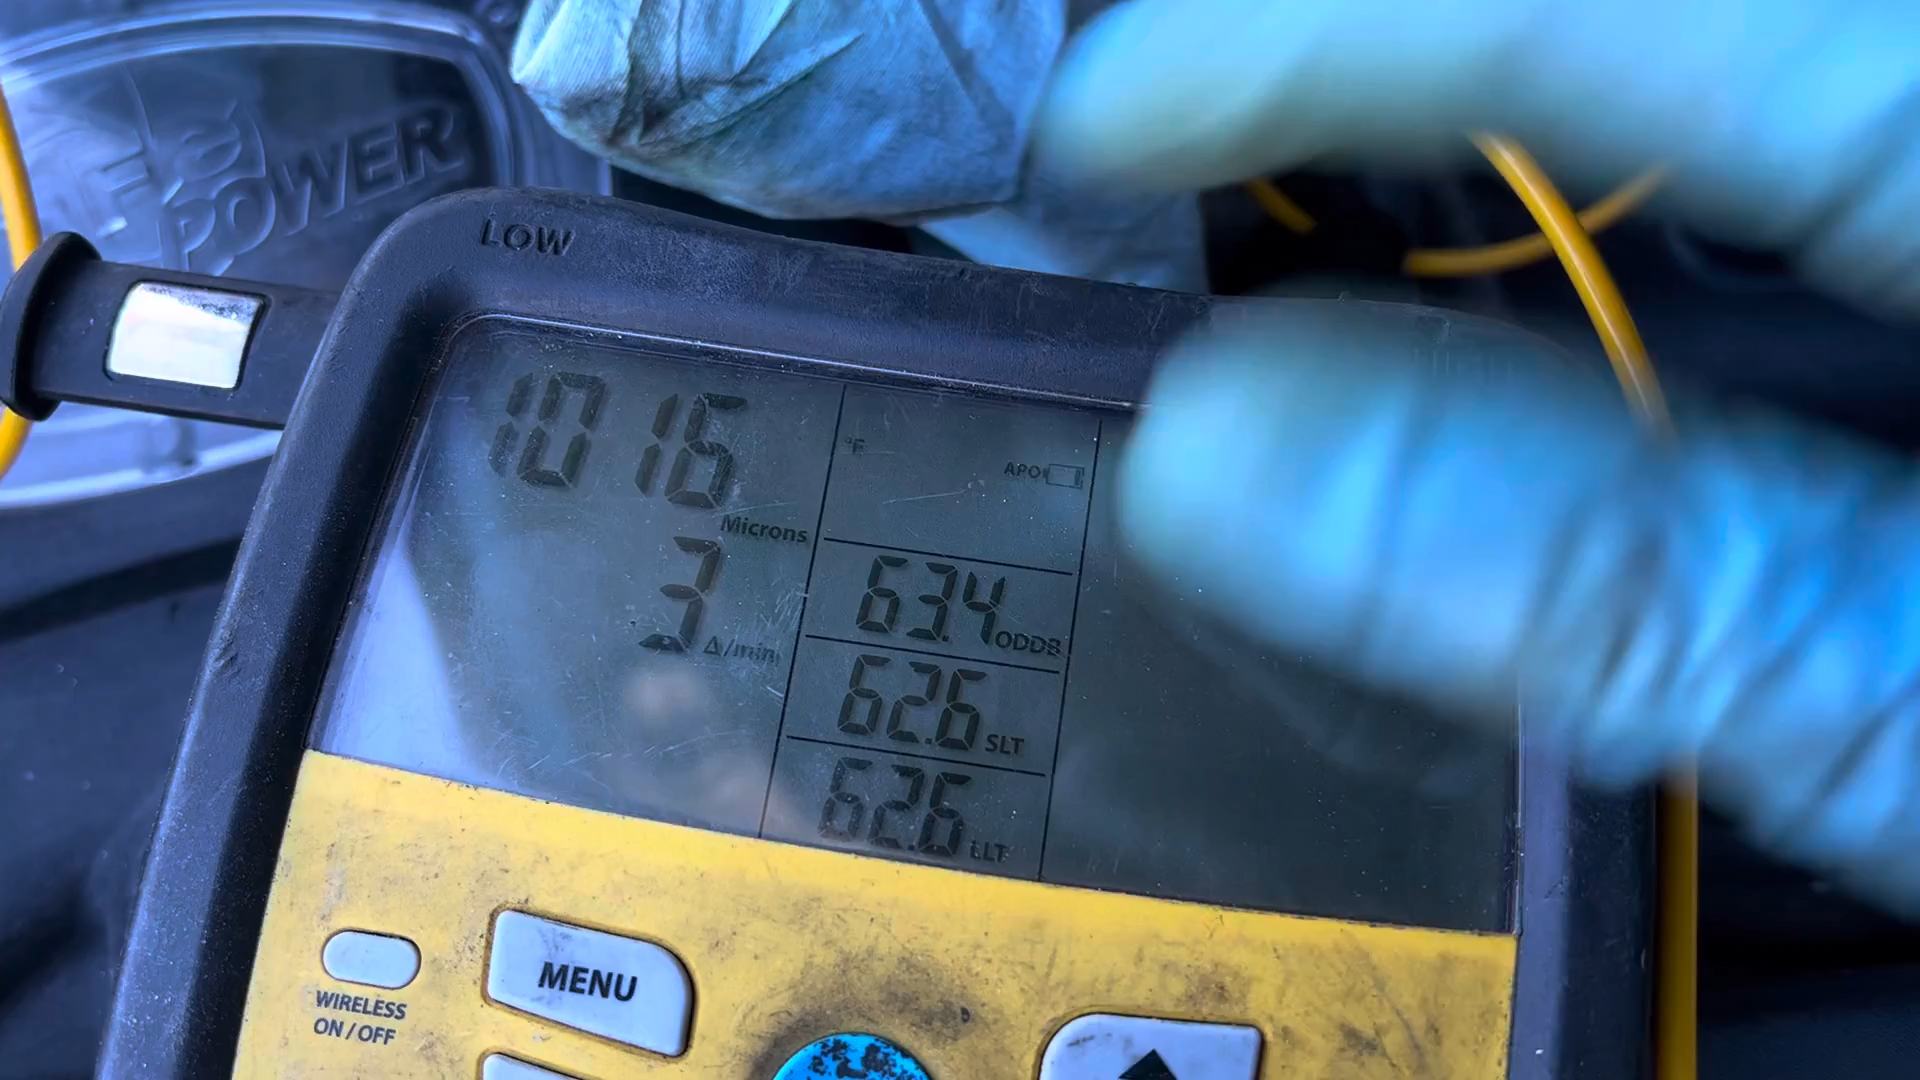 POWER
LOW
1016
Microns
3
Δ/min
°F
APO
63.4 ODDB
62.6 SLT
62.6 LLT
WIRELESS
ON / OFF
MENU